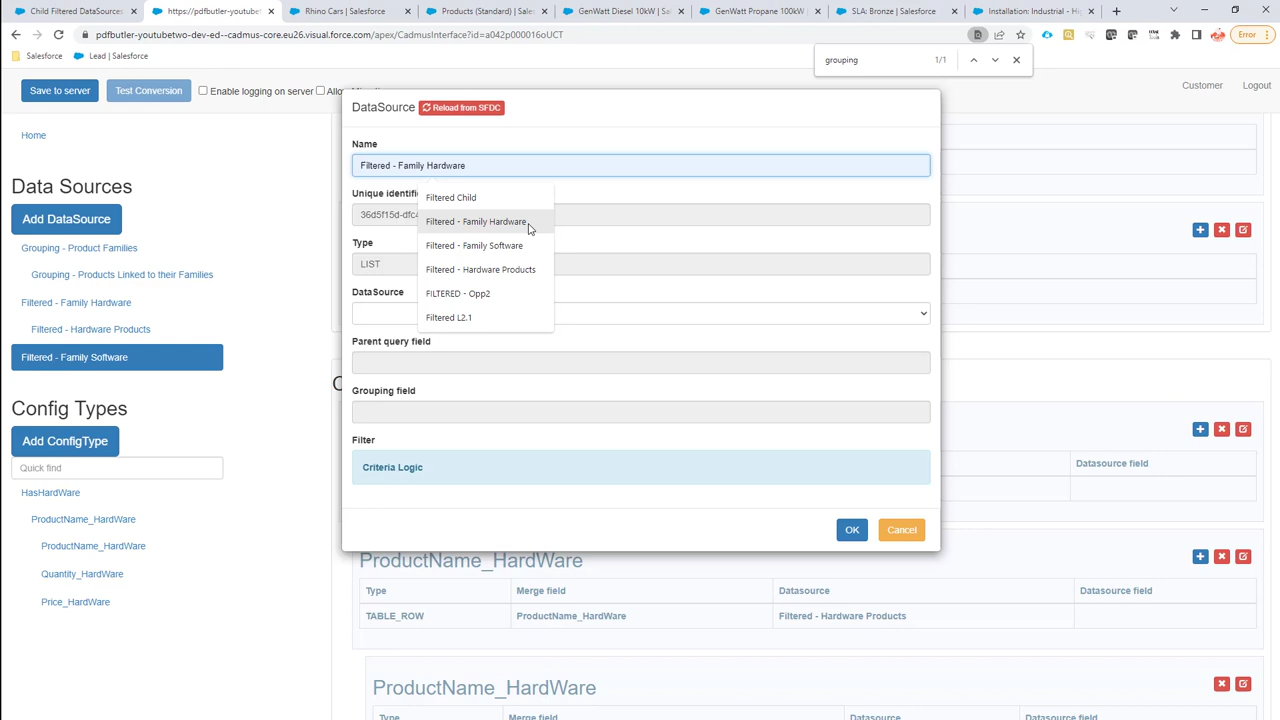 Child Filtered DataSources
https://pdfbutler-youtubet
Rhino Cars | Salesforce
Products (Standard) | Salesf
GenWatt Diesel 10kW | Sal
GenWatt Propane 100kW |
SLA: Bronze | Salesforce
Installation: Industrial - Hig
pdfbutler-youtubetwo-dev-ed--cadmus-core.eu26.visual.force.com/apex/CadmusInterface?id=a042p000016oUCT
Error
Salesforce
Lead | Salesforce
grouping 1/1
Save to server
Test Conversion
Enable logging on server
Customer
Logout
Home
Data Sources
Add DataSource
Grouping - Product Families
Grouping - Products Linked to their Families
Filtered - Family Hardware
Filtered - Hardware Products
Filtered - Family Software
Config Types
Add ConfigType
Quick find
HasHardWare
ProductName_HardWare
ProductName_HardWare
Quantity_HardWare
Price_HardWare
DataSource
Reload from SFDC
Name
Filtered - Family Hardware
Unique identifi
36d5f15d-dfc4
Type
LIST
DataSource
Filtered Child
Filtered - Family Hardware
Filtered - Family Software
Filtered - Hardware Products
FILTERED - Opp2
Filtered L2.1
Parent query field
Grouping field
Filter
Criteria Logic
OK
Cancel
Datasource field
ProductName_HardWare
Type Merge field Datasource Datasource field
TABLE_ROW ProductName_HardWare Filtered - Hardware Products
ProductName_HardWare
Type Merge field Datasource Datasource field